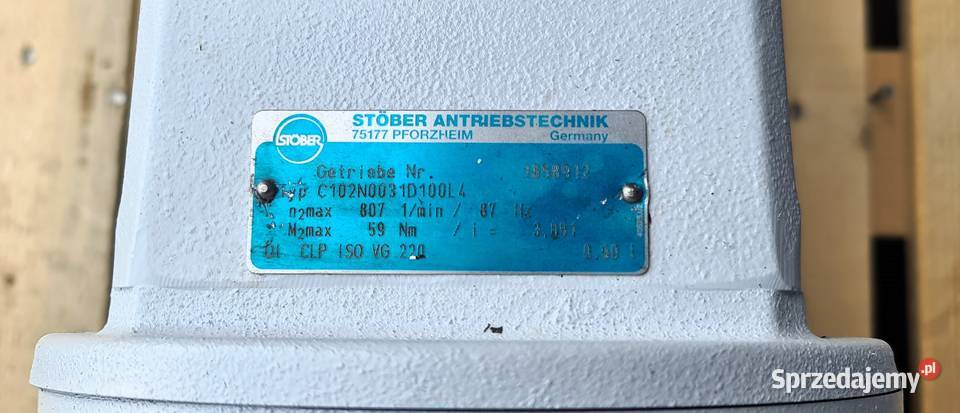 STÖBER
STÖBER ANTRIEBSTECHNIK
75177 PFORZHEIM Germany
Getriebe Nr.
Typ C102N0031D100L4
n₂max 807 1/min / 87 Hz
M₂max 59 Nm / i =
Öl CLP ISO VG 220
Sprzedajemy.pl